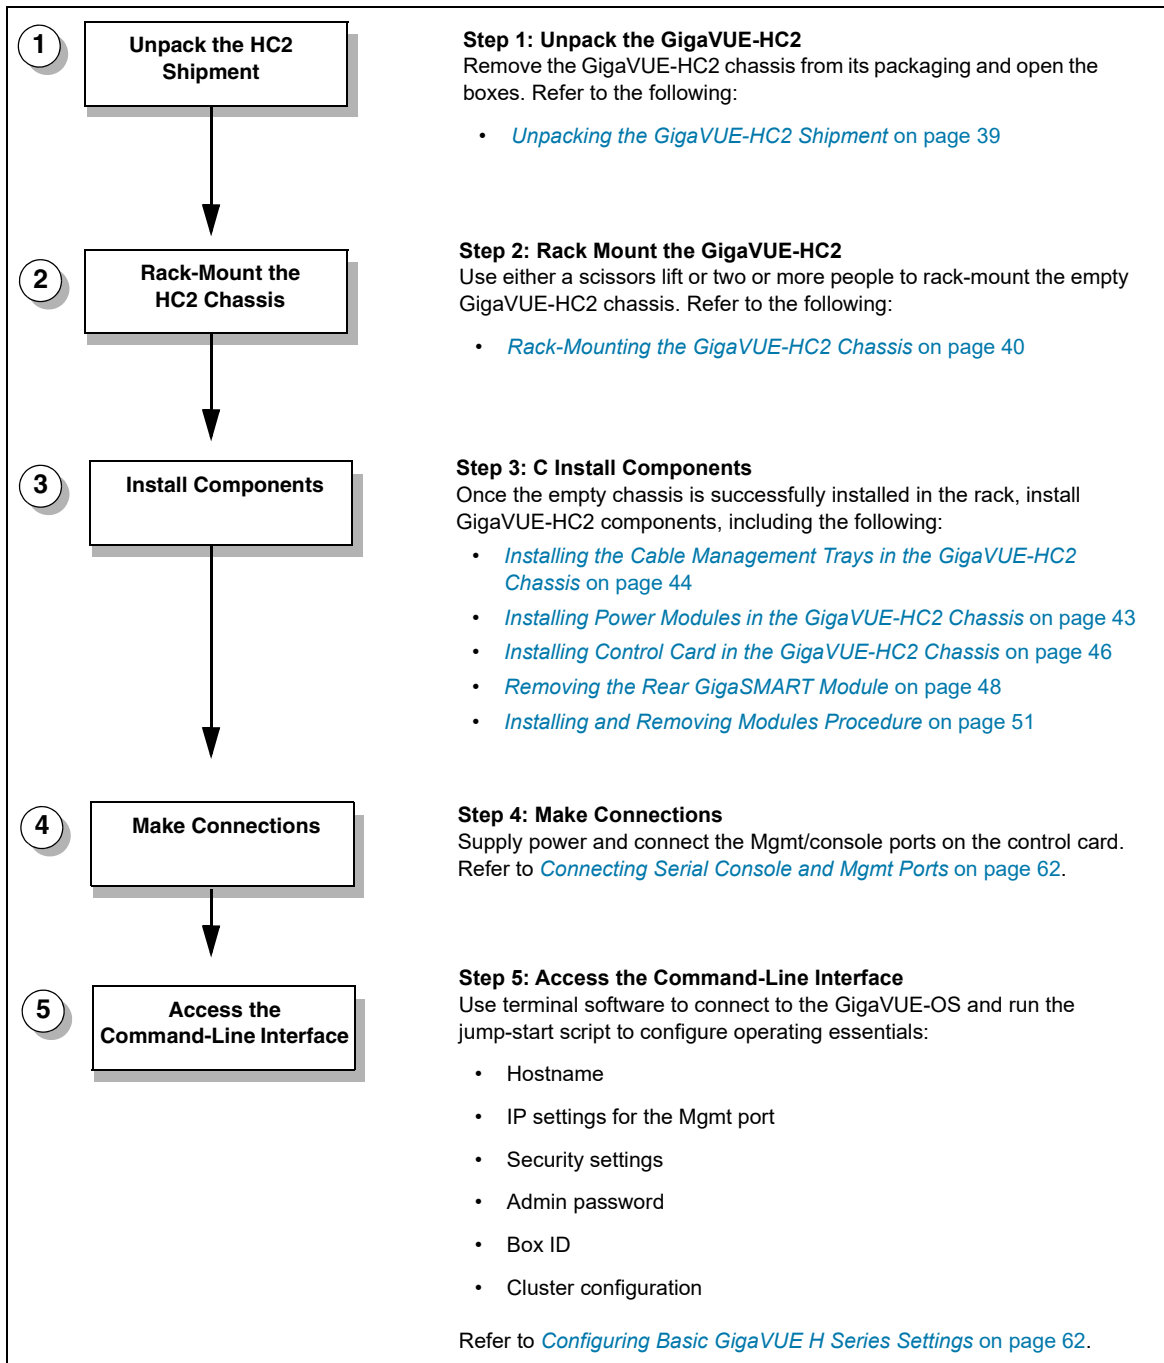 1
Unpack the HC2
Shipment
Step 1: Unpack the GigaVUE-HC2
Remove the GigaVUE-HC2 chassis from its packaging and open the
boxes. Refer to the following:
• Unpacking the GigaVUE-HC2 Shipment on page 39
2
Rack-Mount the
HC2 Chassis
Step 2: Rack Mount the GigaVUE-HC2
Use either a scissors lift or two or more people to rack-mount the empty
GigaVUE-HC2 chassis. Refer to the following:
• Rack-Mounting the GigaVUE-HC2 Chassis on page 40
3
Install Components
Step 3: C Install Components
Once the empty chassis is successfully installed in the rack, install
GigaVUE-HC2 components, including the following:
• Installing the Cable Management Trays in the GigaVUE-HC2
Chassis on page 44
• Installing Power Modules in the GigaVUE-HC2 Chassis on page 43
• Installing Control Card in the GigaVUE-HC2 Chassis on page 46
• Removing the Rear GigaSMART Module on page 48
• Installing and Removing Modules Procedure on page 51
4
Make Connections
Step 4: Make Connections
Supply power and connect the Mgmt/console ports on the control card.
Refer to Connecting Serial Console and Mgmt Ports on page 62.
5
Access the
Command-Line Interface
Step 5: Access the Command-Line Interface
Use terminal software to connect to the GigaVUE-OS and run the
jump-start script to configure operating essentials:
• Hostname
• IP settings for the Mgmt port
• Security settings
• Admin password
• Box ID
• Cluster configuration
Refer to Configuring Basic GigaVUE H Series Settings on page 62.